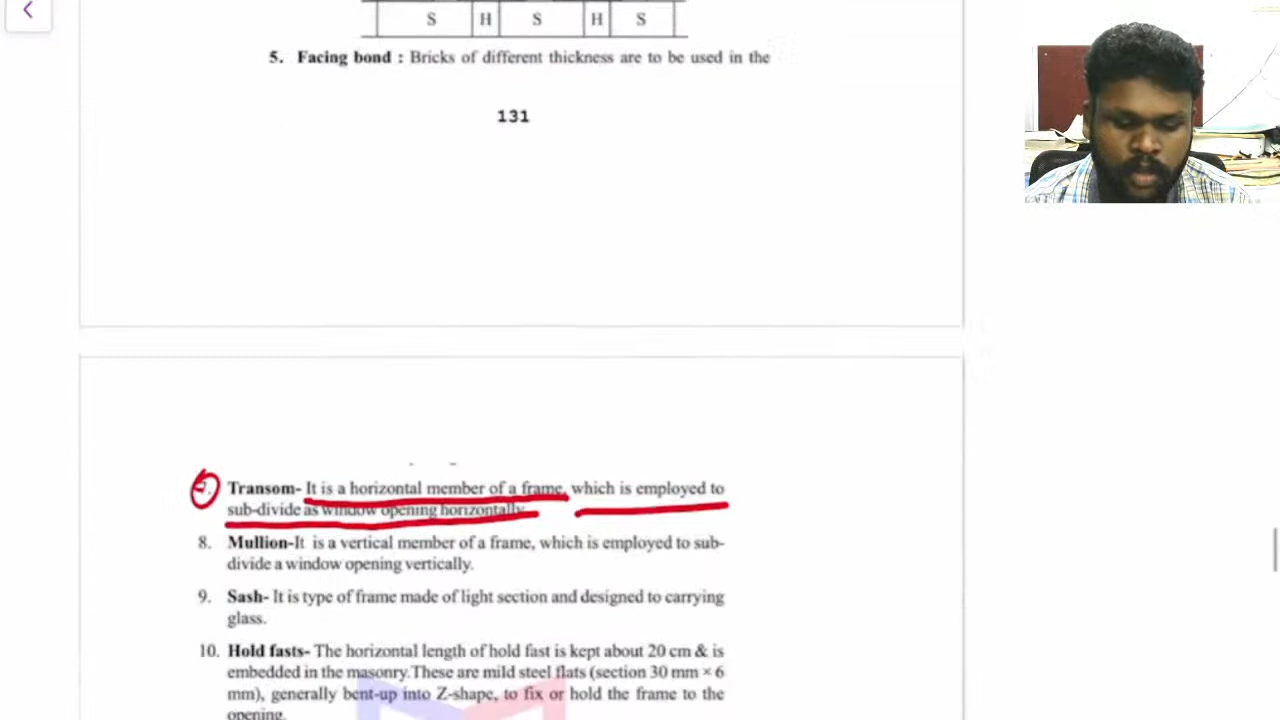 S H S H S
5. Facing bond : Bricks of different thickness are to be used in the
131
Transom- It is a horizontal member of a frame, which is employed to
sub-divide as window opening horizontally.
8. Mullion-It is a vertical member of a frame, which is employed to sub-
divide a window opening vertically.
9. Sash- It is type of frame made of light section and designed to carrying
glass.
10. Hold fasts- The horizontal length of hold fast is kept about 20 cm & is
embedded in the masonry.These are mild steel flats (section 30 mm × 6
mm), generally bent-up into Z-shape, to fix or hold the frame to the
opening.